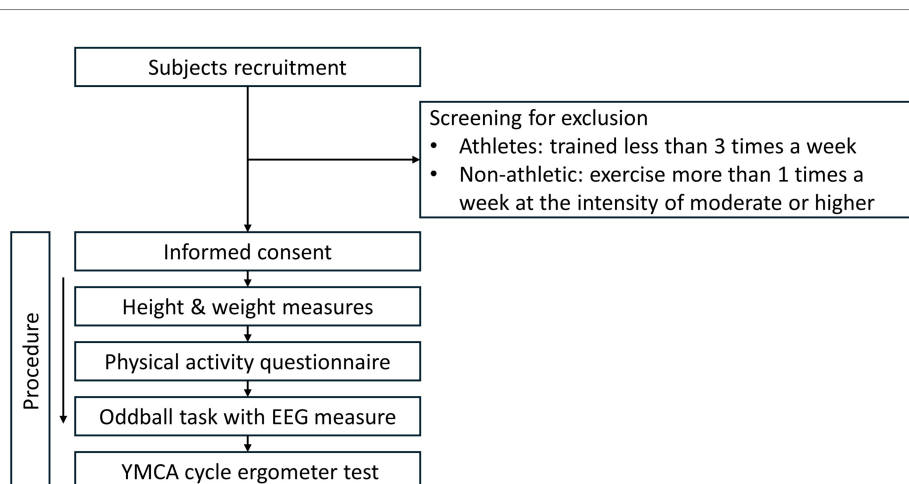 Subjects recruitment
Screening for exclusion
• Athletes: trained less than 3 times a week
• Non-athletic: exercise more than 1 times a
week at the intensity of moderate or higher
Informed consent
Height & weight measures
Physical activity questionnaire
Oddball task with EEG measure
YMCA cycle ergometer test
Procedure